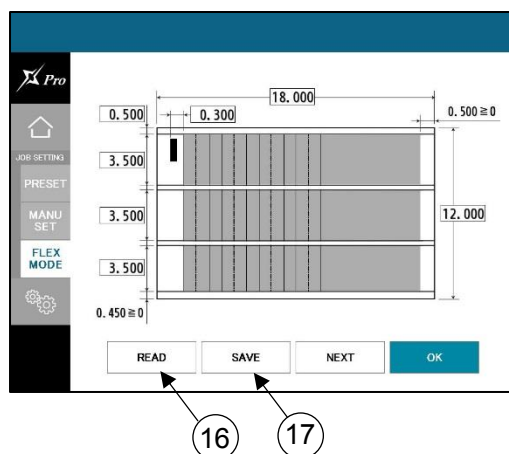 Pro
18.000
0.500
0.300
0.500≧0
JOB SETTING
3.500
PRESET
MANU
SET
3.500
12.000
FLEX
MODE
3.500
0.450≧0
READ
SAVE
NEXT
OK
16
17